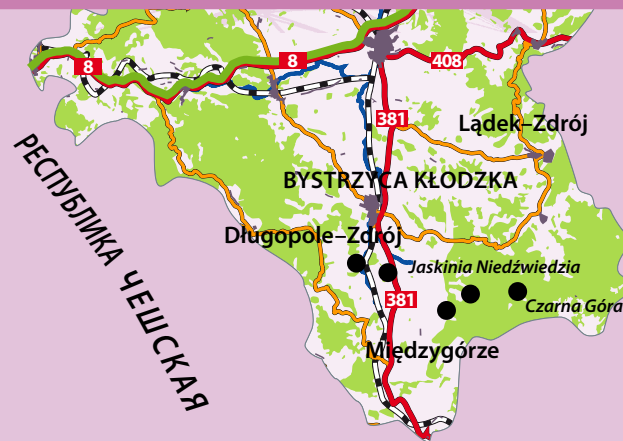 8
8
408
381
Lądek–Zdrój
BYSTRZYCA KŁODZKA
Długopole–Zdrój
Jaskinia Niedźwiedzia
381
Czarna Góra
Międzygórze
РЕСПУБЛИКА ЧЕШСКАЯ